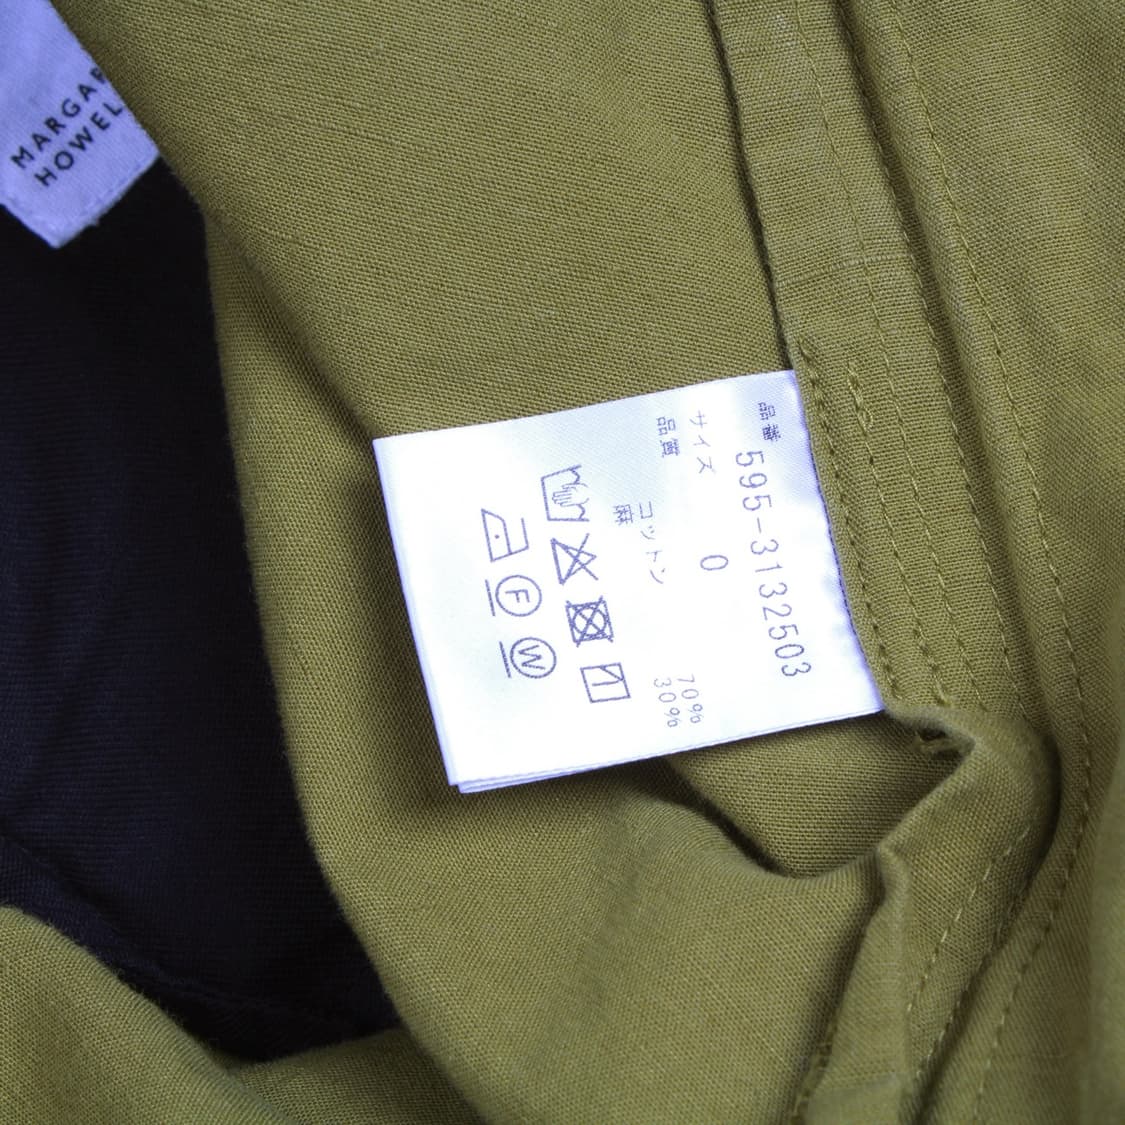 MARGAR
HOWEL
品番 595-3132503
サイズ 0
品質
コットン 70%
麻 30%
F
W